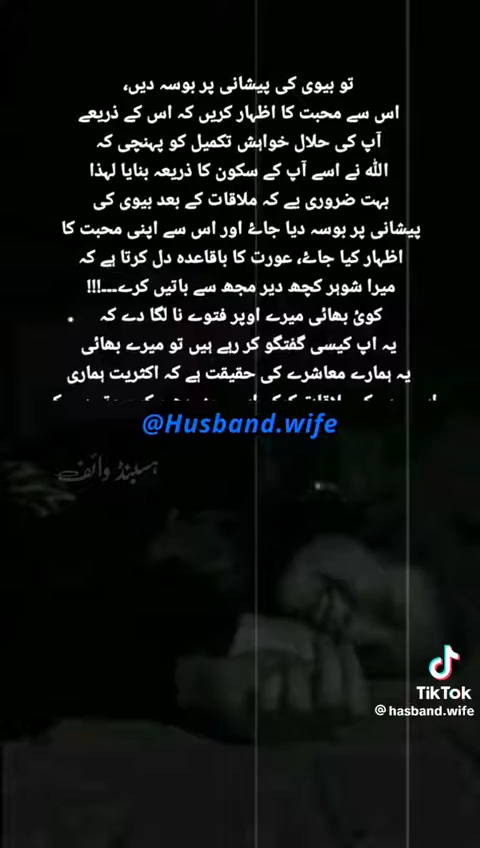 تو بیوی کی پیشانی پر بوسہ دیں،
اس سے محبت کا اظہار کریں کہ اس کے ذریعے
آپ کی حلال خواہش تکمیل کو پہنچی کہ
اللہ نے اسے آپ کے سکون کا ذریعہ بنایا لہذا
بہت ضروری ہے کہ ملاقات کے بعد بیوی کی
پیشانی پر بوسہ دیا جاۓ اور اس سے اپنی محبت کا
اظہار کیا جاۓ، عورت کا باقاعدہ دل کرتا ہے کہ
میرا شوہر کچھ دیر مجھ سے باتیں کرے۔۔۔!!!
کوئ بھائی میرے اوپر فتوے نا لگا دے کہ
یہ اپ کیسی گفتگو کر رہے ہیں تو میرے بھائی
یہ ہمارے معاشرے کی حقیقت ہے کہ اکثریت ہماری
@Husband.wife
ہسبنڈ وائف
TikTok
@hasband.wife